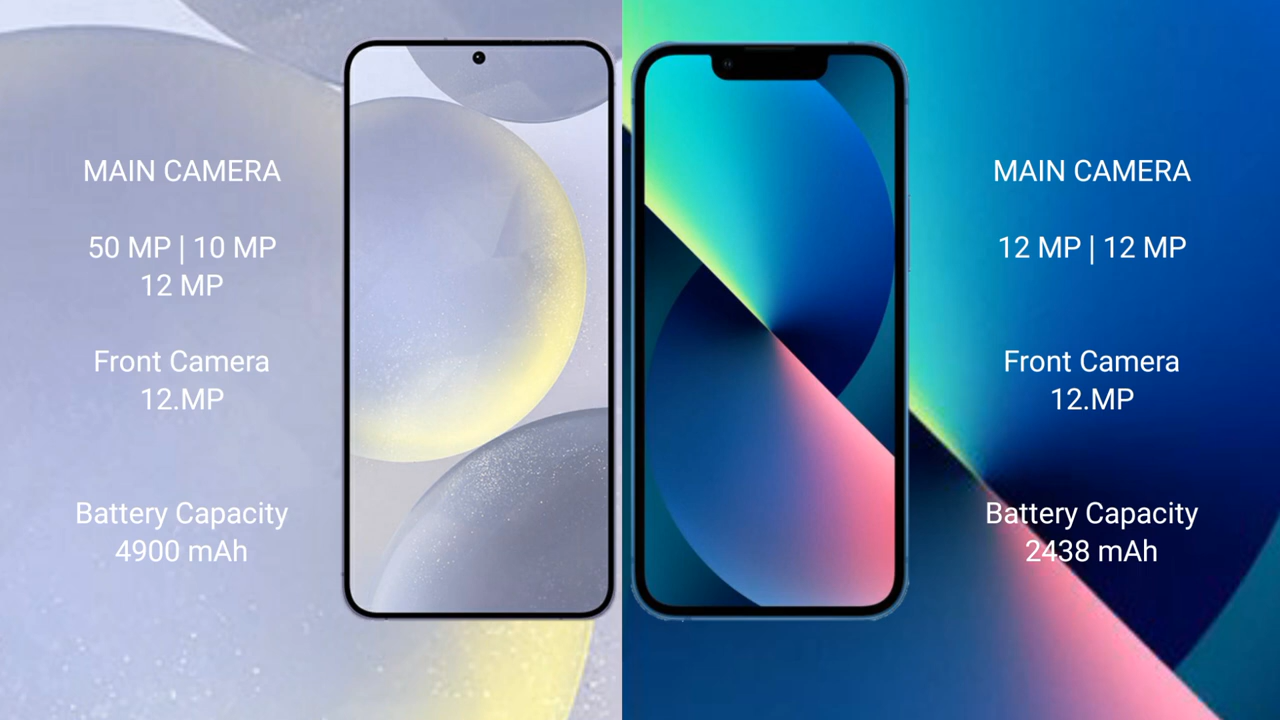 MAIN CAMERA
50 MP | 10 MP
12 MP
Front Camera
12.MP
Battery Capacity
4900 mAh
MAIN CAMERA
12 MP | 12 MP
Front Camera
12.MP
Battery Capacity
2438 mAh